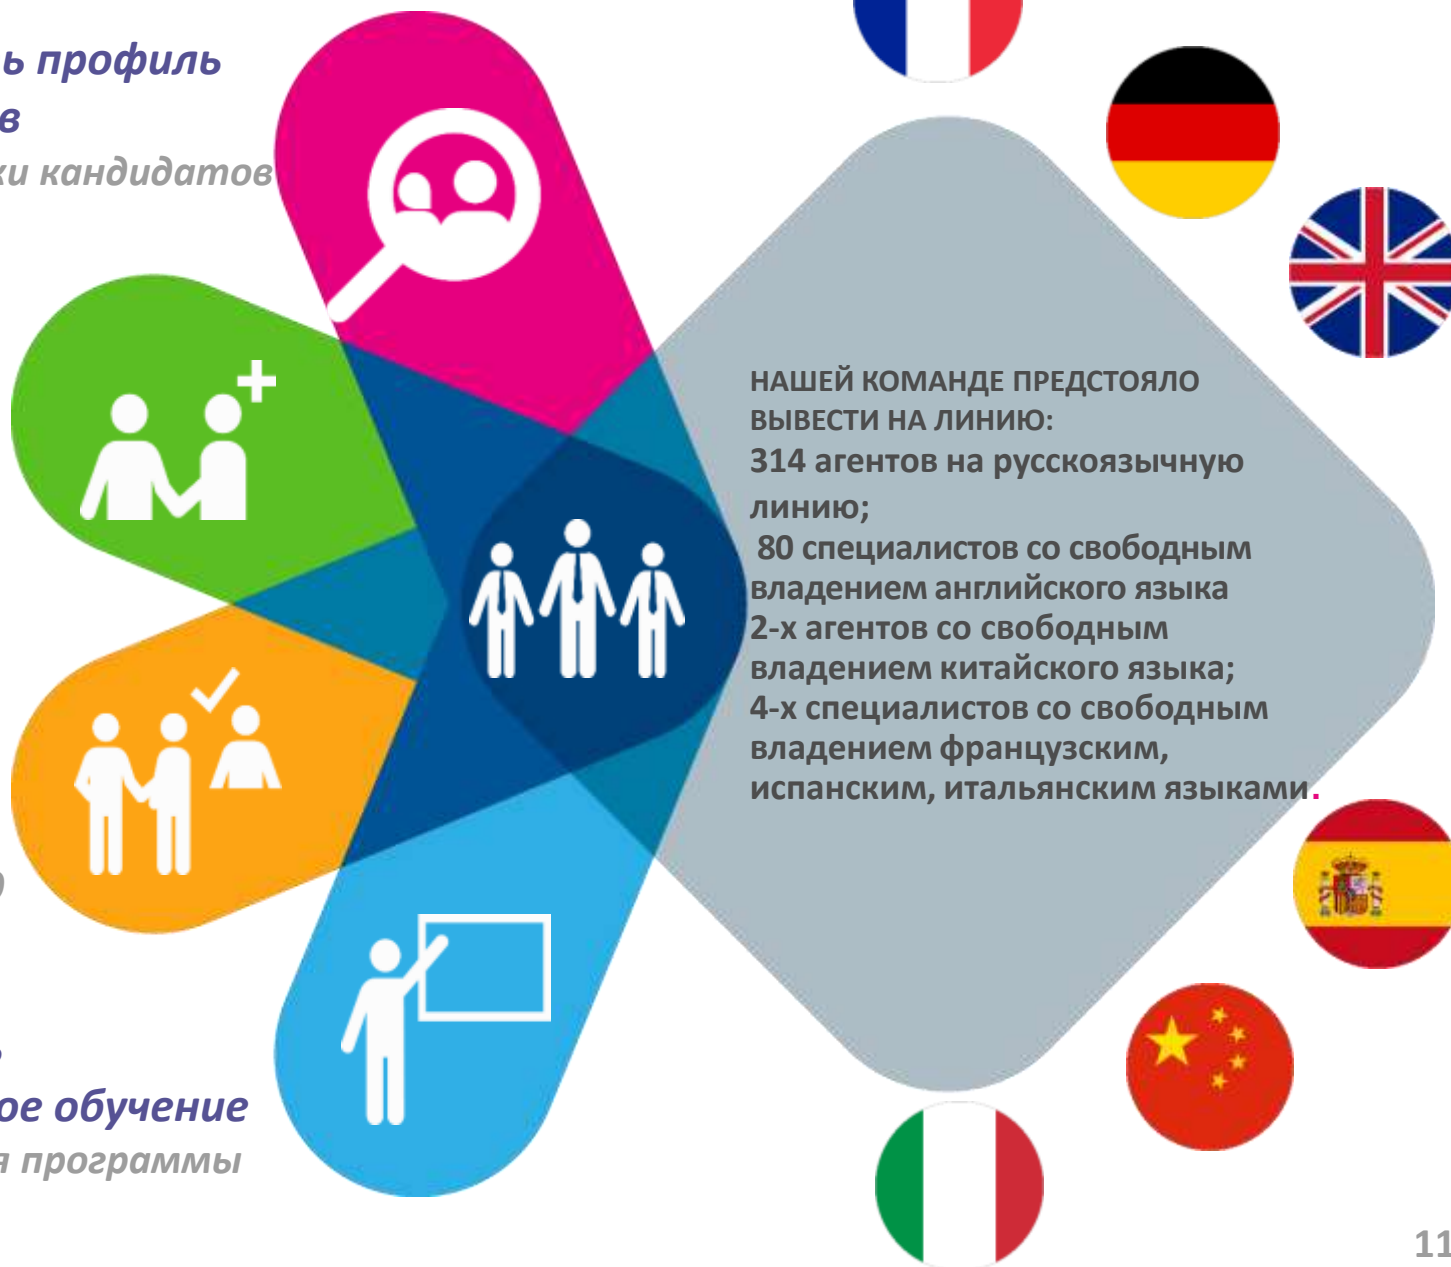 ь профиль
в
ки кандидатов
НАШЕЙ КОМАНДЕ ПРЕДСТОЯЛО
ВЫВЕСТИ НА ЛИНИЮ:
314 агентов на русскоязычную
линию;
80 специалистов со свободным
владением английского языка
2-х агентов со свободным
владением китайского языка;
4-х специалистов со свободным
владением французским,
испанским, итальянским языками.
ое обучение
я программы
11